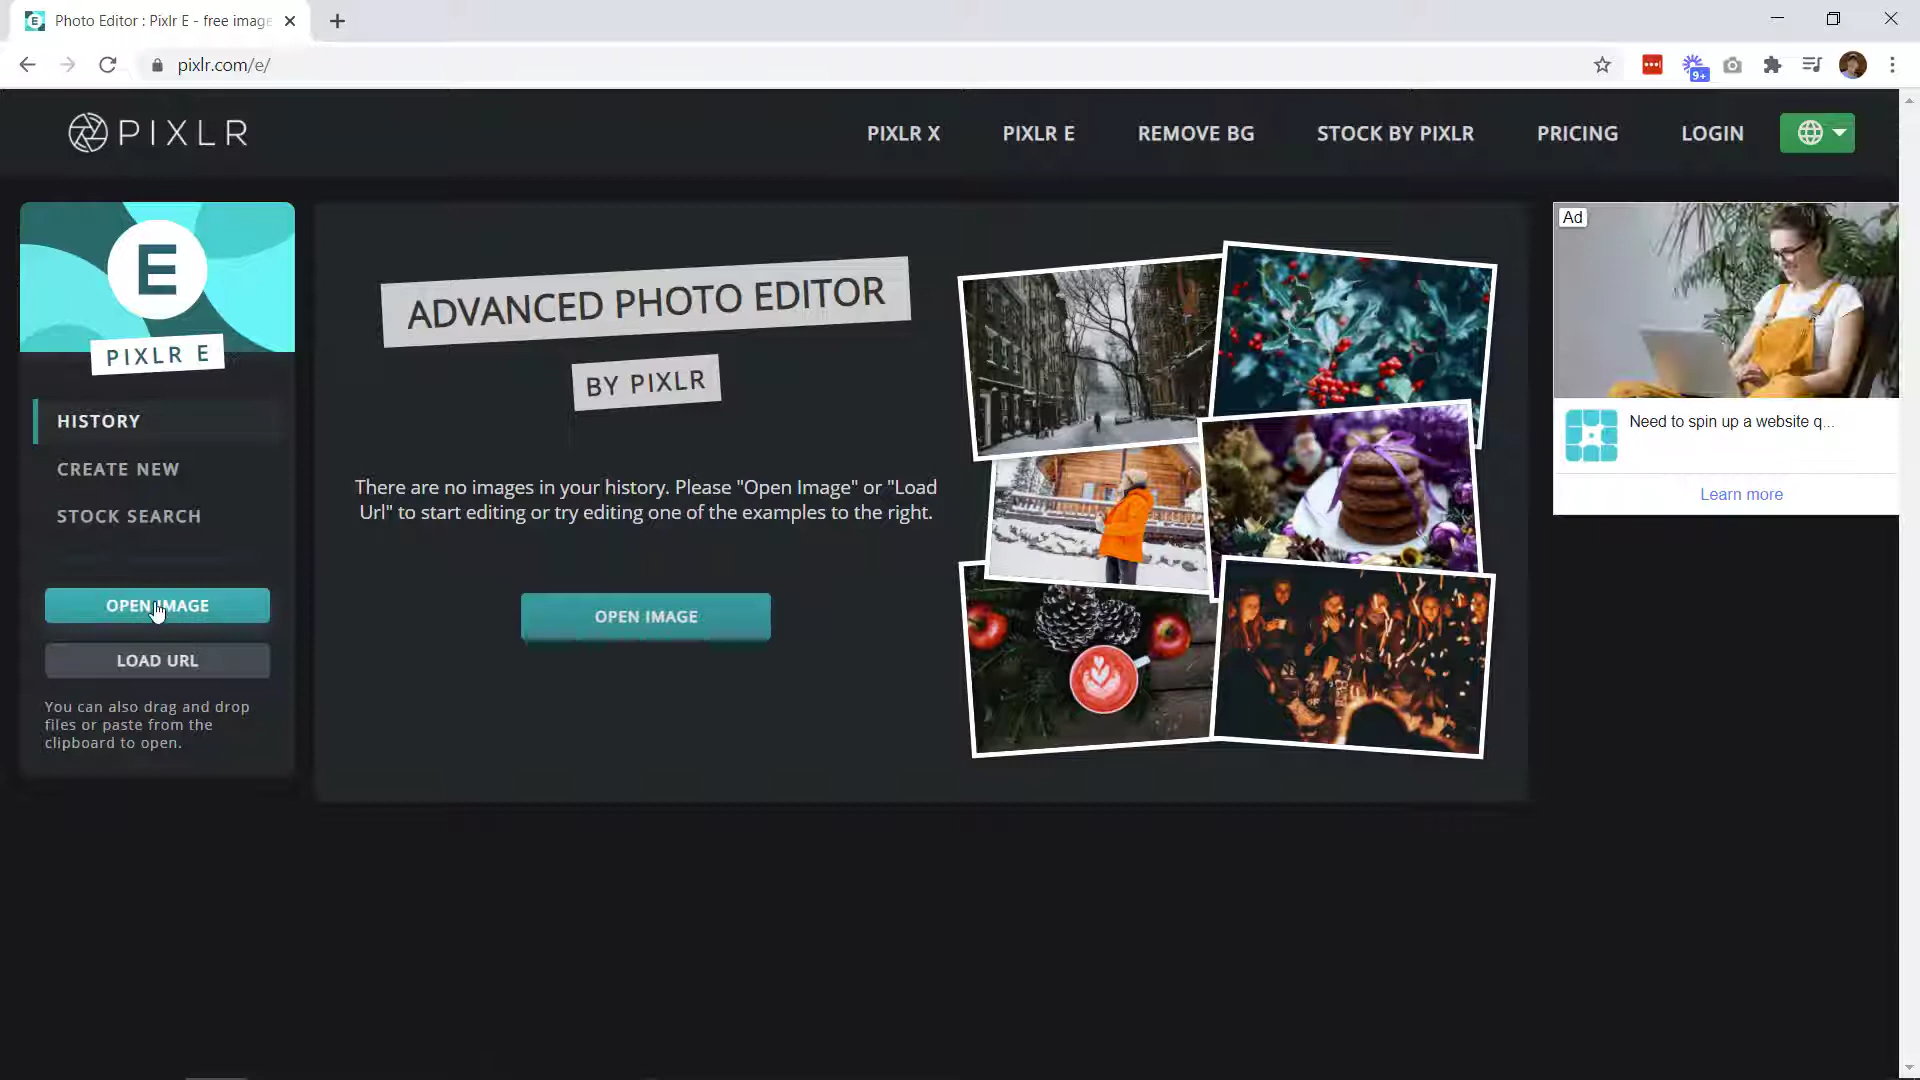 Photo Editor : Pixlr E - free image
pixlr.com/e/
9+
PIXLR
PIXLR X
PIXLR E
REMOVE BG
STOCK BY PIXLR
PRICING
LOGIN
E
PIXLR E
HISTORY
CREATE NEW
STOCK SEARCH
OPEN IMAGE
LOAD URL
You can also drag and drop
files or paste from the
clipboard to open.
ADVANCED PHOTO EDITOR
BY PIXLR
There are no images in your history. Please "Open Image" or "Load
Url" to start editing or try editing one of the examples to the right.
OPEN IMAGE
Ad
Need to spin up a website q...
Learn more